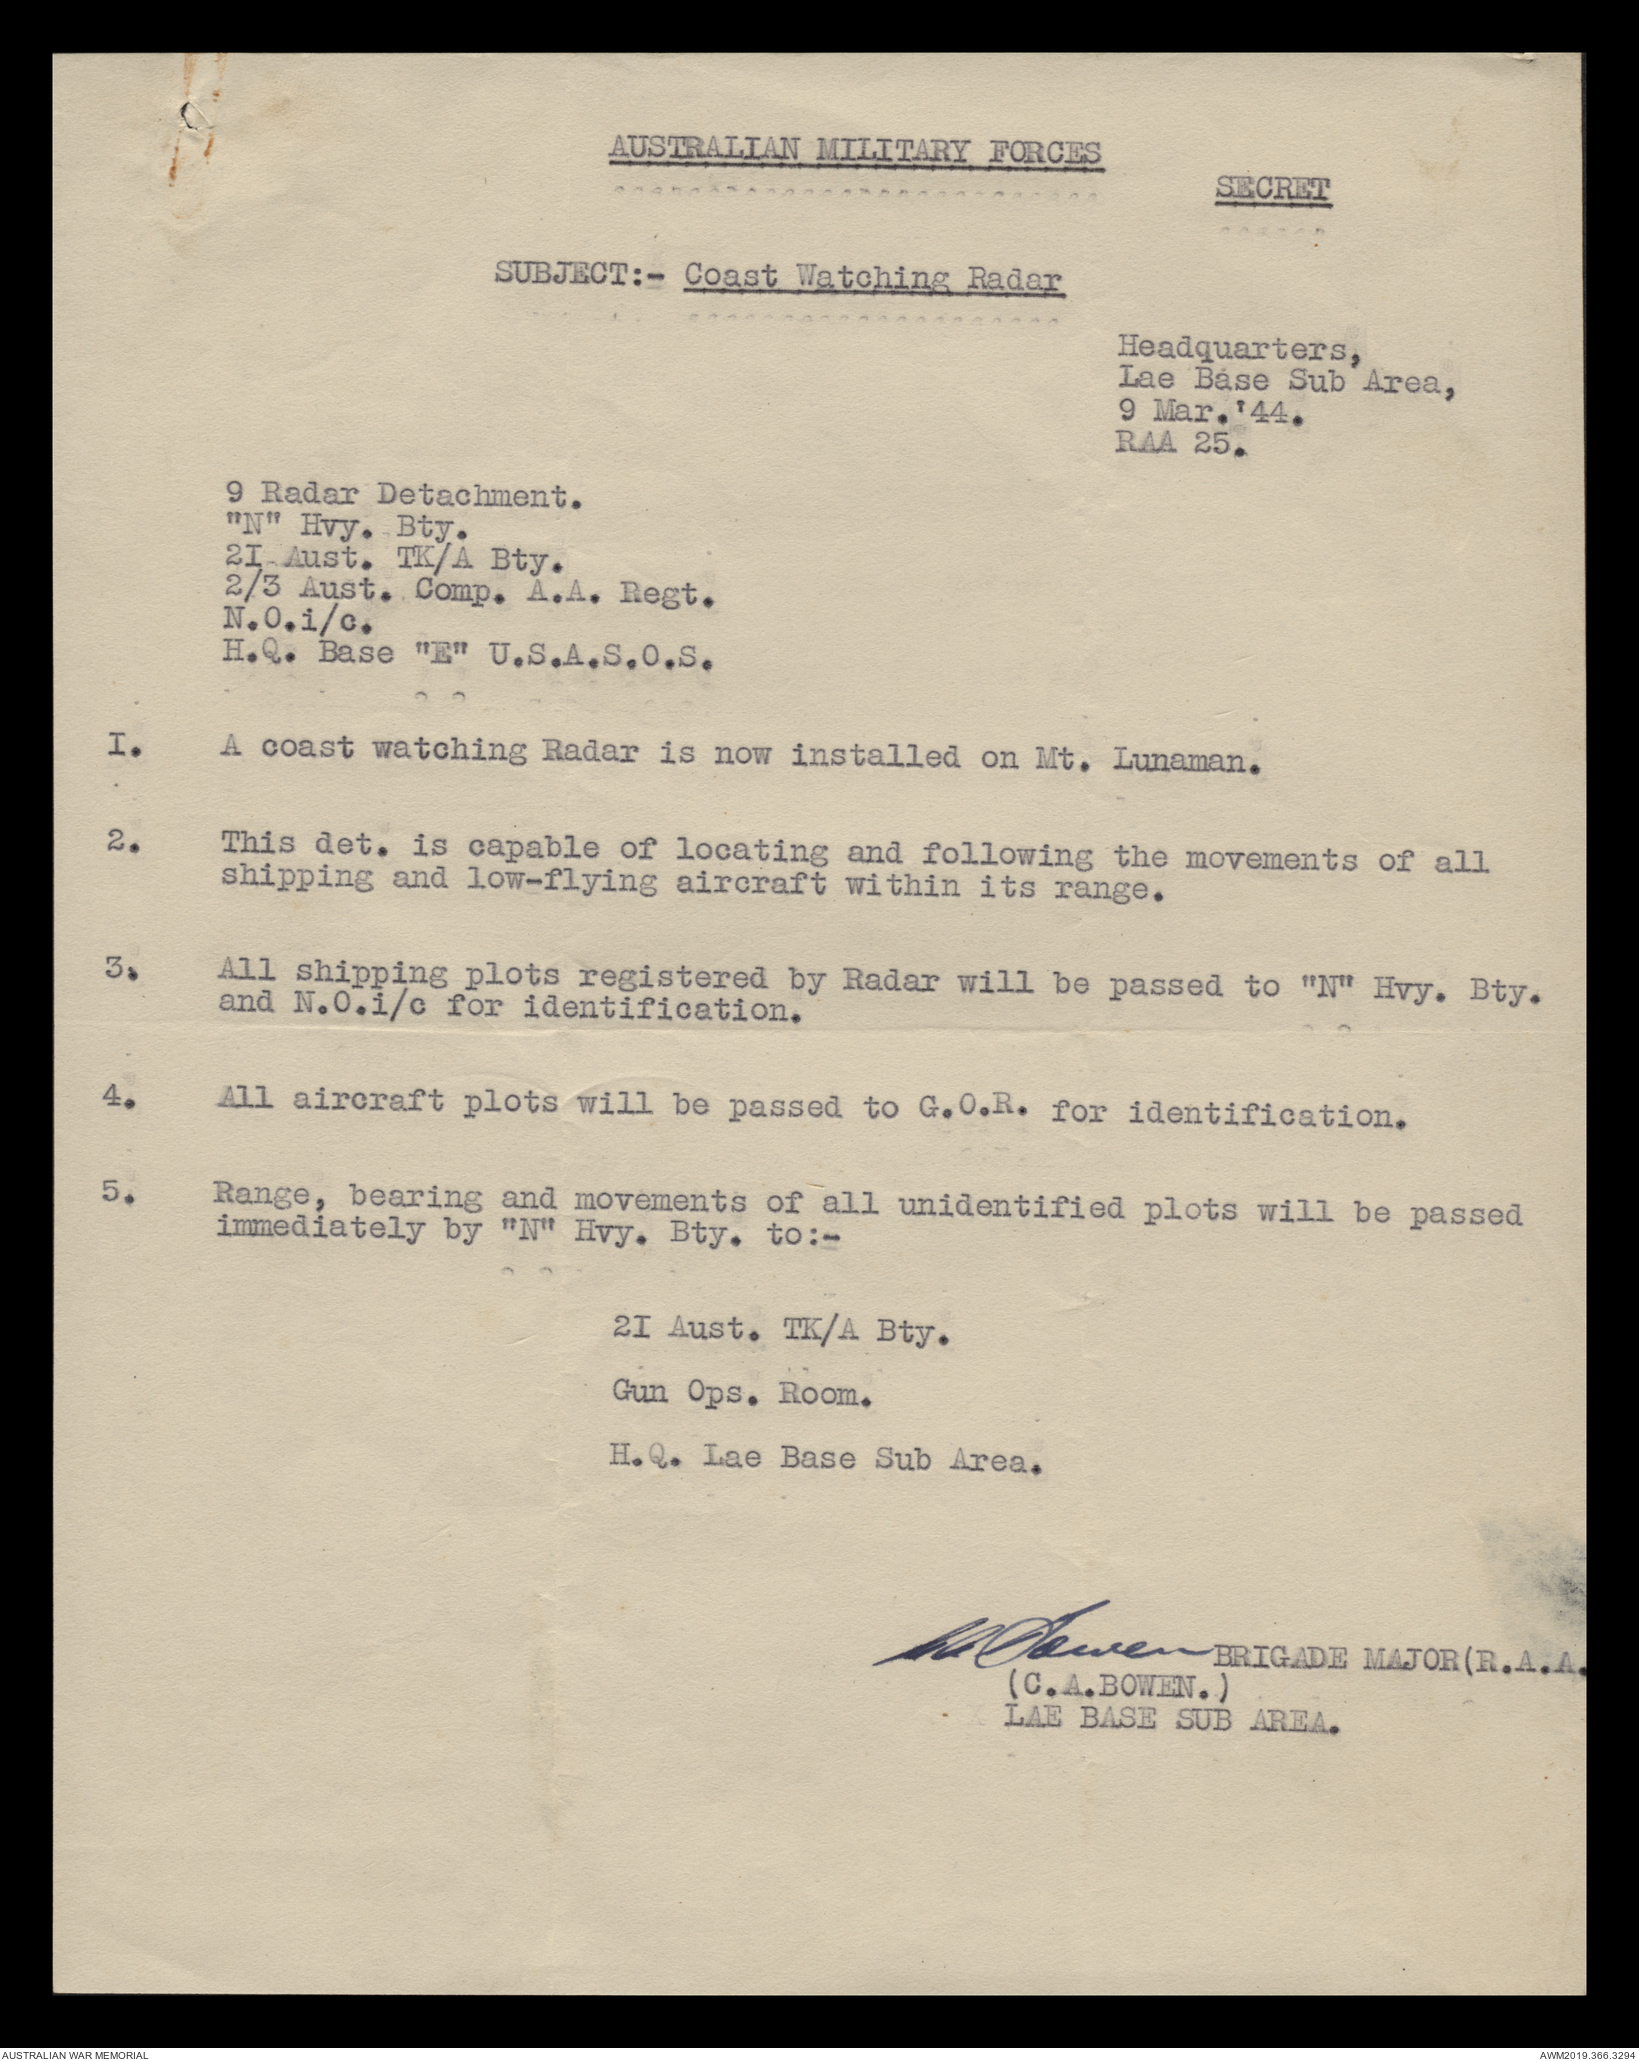 AUSTRALIAN MILITARY FORCES
SECRET
SUBJECT:- Coast Watching Radar
Headquarters,
Lae Base Sub Area,
9 Mar.'44.
RAA 25.
9 Radar Detachment.
"N" Hvy. Bty.
2I Aust. TK/A Bty.
2/3 Aust. Comp. A.A. Regt.
N.O.i/c.
H.Q. Base "E" U.S.A.S.O.S.
I. A coast watching Radar is now installed on Mt. Lunaman.
2. This det. is capable of locating and following the movements of all
shipping and low-flying aircraft within its range.
3. All shipping plots registered by Radar will be passed to "N" Hvy. Bty.
and N.O.i/c for identification.
4. All aircraft plots will be passed to G.O.R. for identification.
5. Range, bearing and movements of all unidentified plots will be passed
immediately by "N" Hvy. Bty. to:-
2I Aust. TK/A Bty.
Gun Ops. Room.
H.Q. Lae Base Sub Area.
CA Bowen BRIGADE MAJOR(R.A.A.
(C.A.BOWEN.)
LAE BASE SUB AREA.
AUSTRALIAN WAR MEMORIAL
AWM2019.366.3294